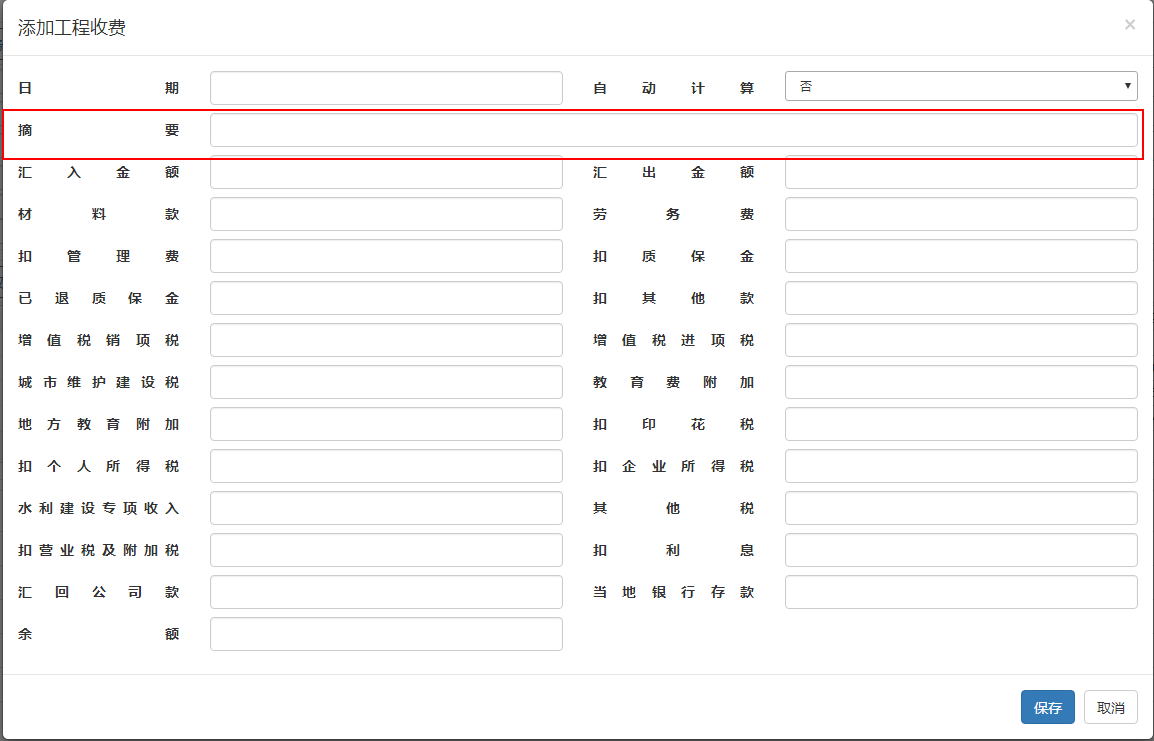 添加工程收费 ×
日期 自动计算 否
摘要
汇入金额 汇出金额
材料款 劳务费
扣管理费 扣质保金
已退质保金 扣其他款
增值税销项税 增值税进项税
城市维护建设税 教育费附加
地方教育附加 扣印花税
扣个人所得税 扣企业所得税
水利建设专项收入 其他税
扣营业税及附加税 扣利息
汇回公司款 当地银行存款
余额
保存 取消